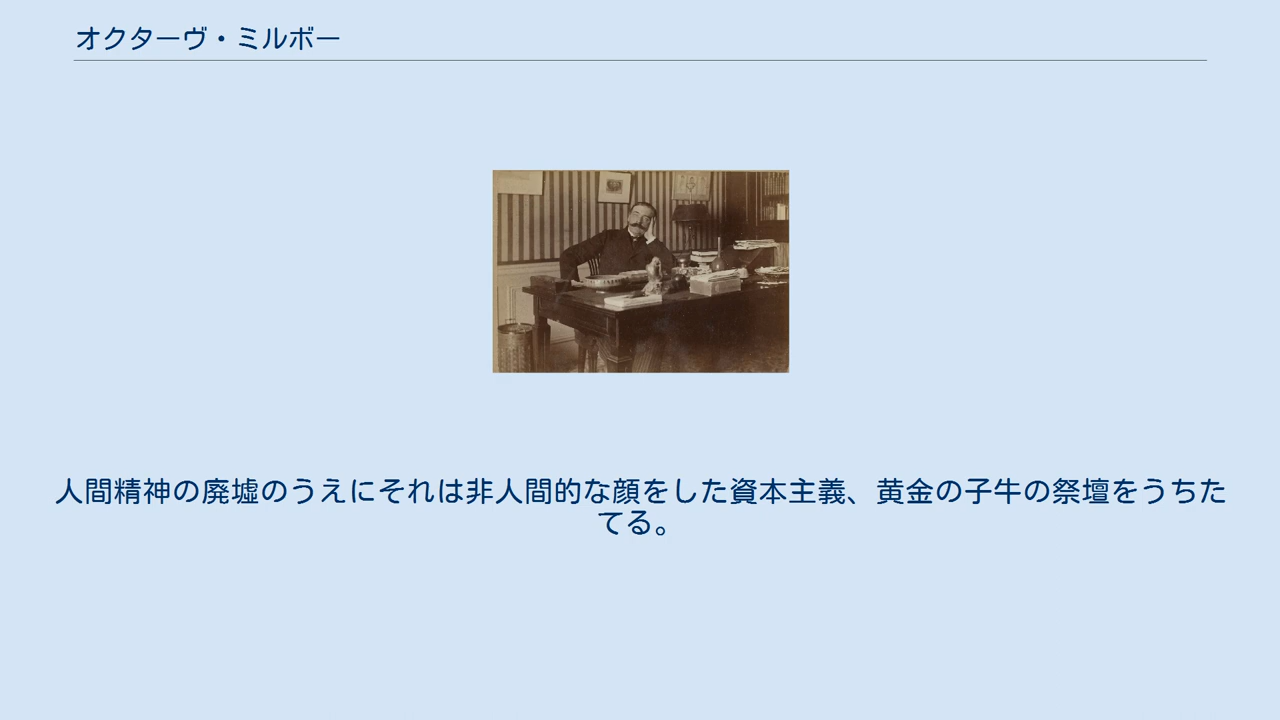 オクターヴ・ミルボー
人間精神の廃墟のうえにそれは非人間的な顔をした資本主義、黄金の子牛の祭壇をうちた
てる。